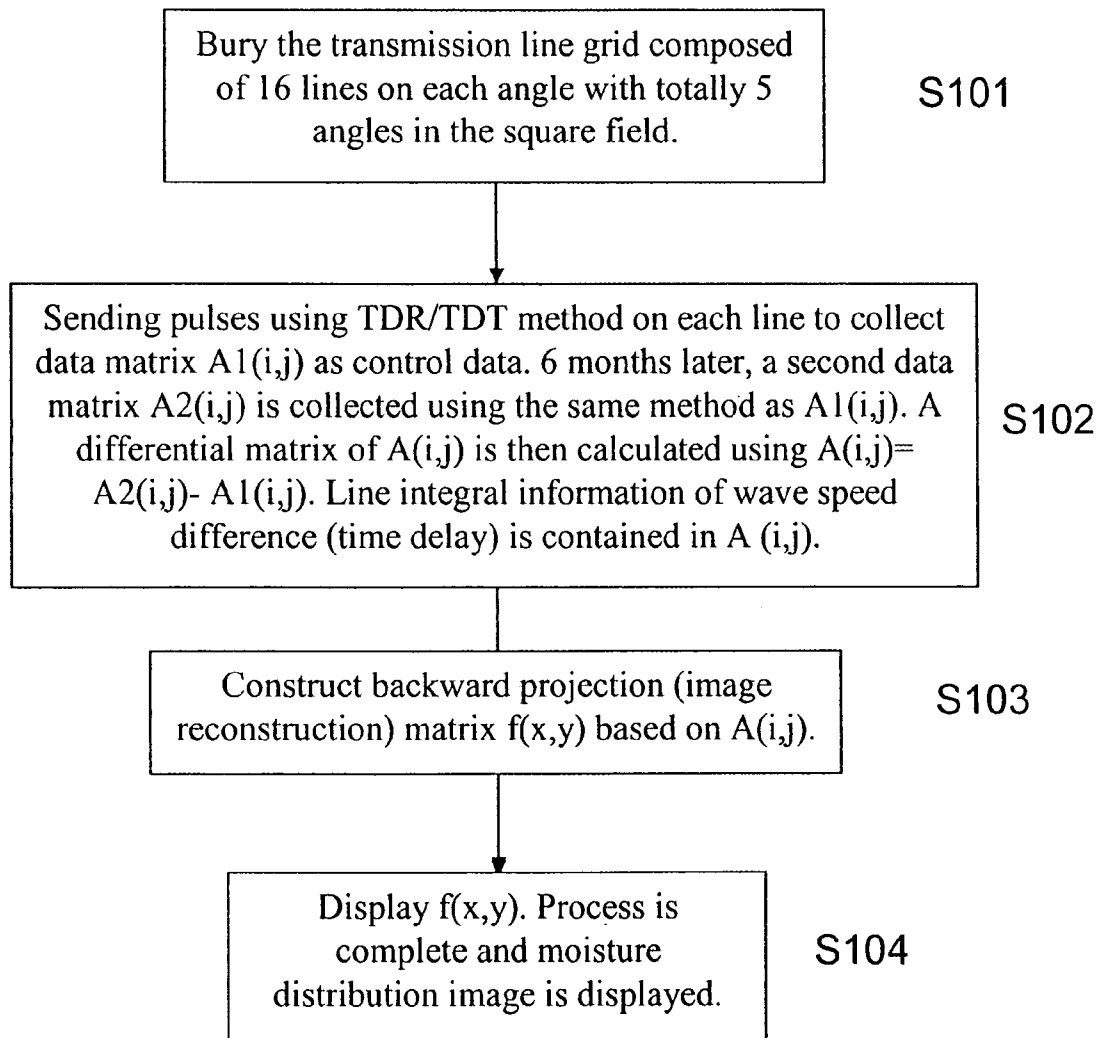 Bury the transmission line grid composed
of 16 lines on each angle with totally 5
angles in the square field.
S101
Sending pulses using TDR/TDT method on each line to collect
data matrix A1(i,j) as control data. 6 months later, a second data
matrix A2(i,j) is collected using the same method as A1(i,j). A
differential matrix of A(i,j) is then calculated using A(i,j)=
A2(i,j)- A1(i,j). Line integral information of wave speed
difference (time delay) is contained in A (i,j).
S102
Construct backward projection (image
reconstruction) matrix f(x,y) based on A(i,j).
S103
Display f(x,y). Process is
complete and moisture
distribution image is displayed.
S104